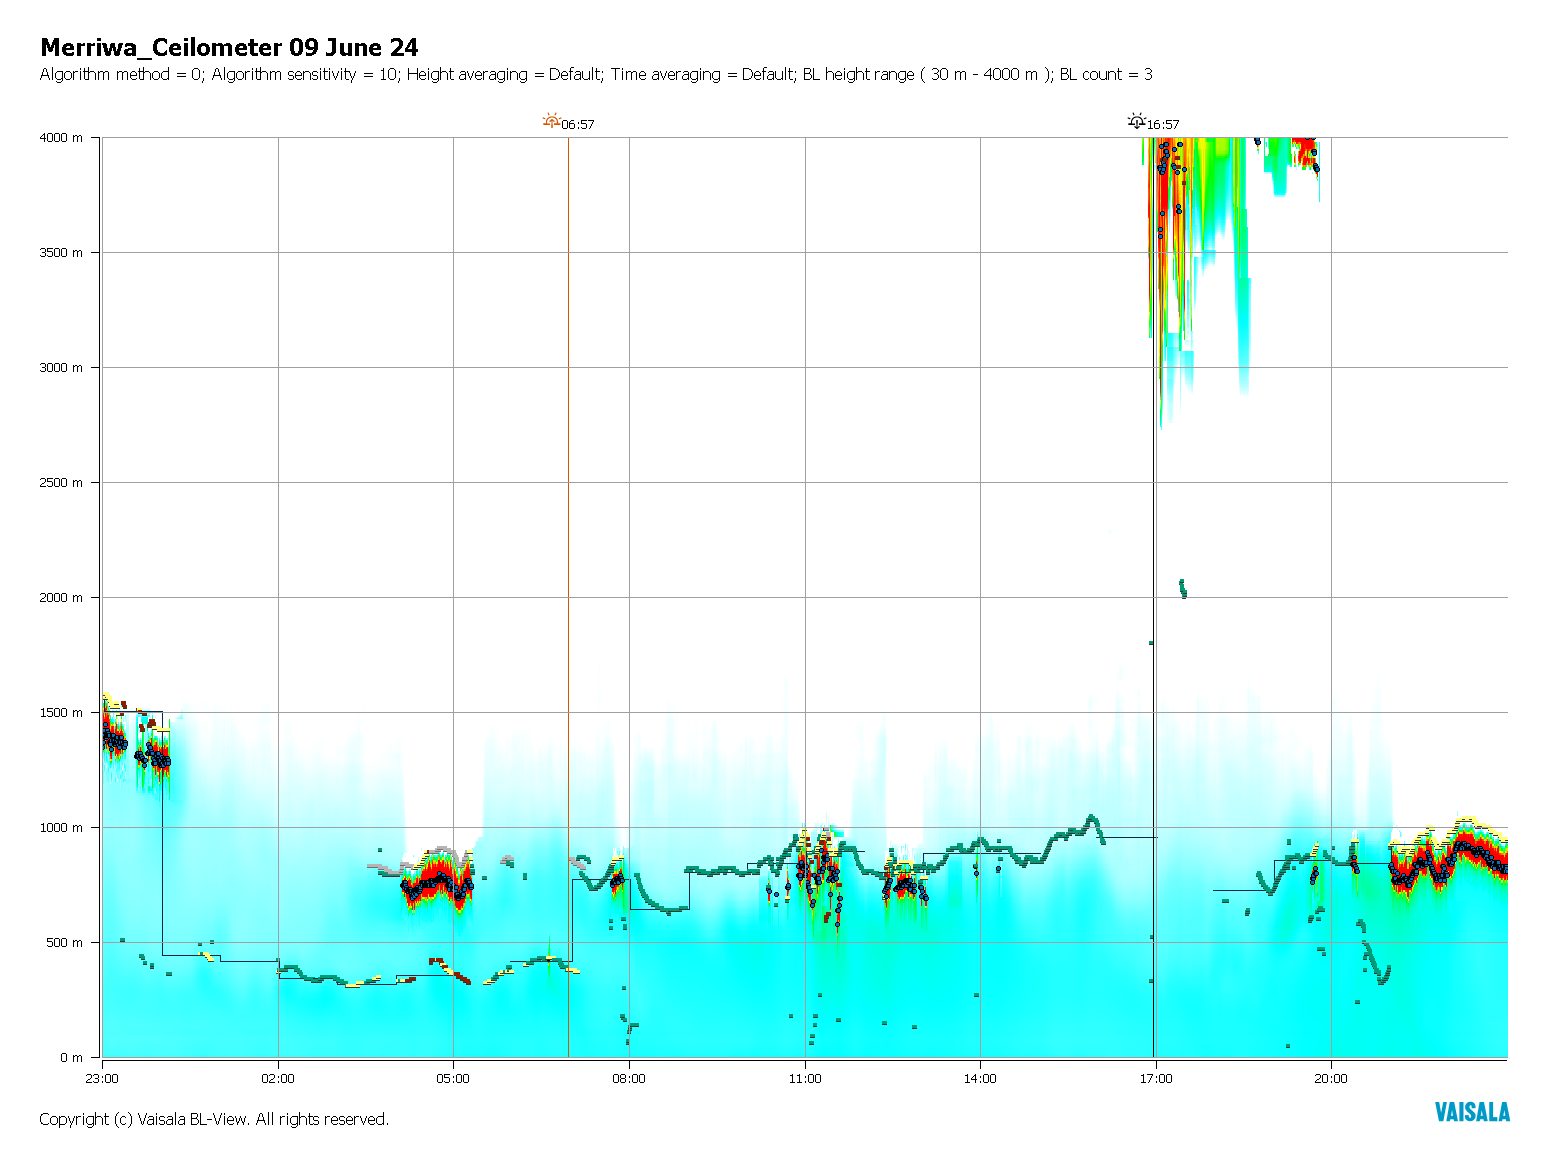 Merriwa_Ceilometer 09 June 24
Algorithm method = 0; Algorithm sensitivity = 10; Height averaging = Default; Time averaging = Default; BL height range ( 30 m - 4000 m ); BL count = 3
06:57
16:57
4000 m
3500 m
3000 m
2500 m
2000 m
1500 m
1000 m
500 m
0 m
23:00
02:00
05:00
08:00
11:00
14:00
17:00
20:00
Copyright (c) Vaisala BL-View. All rights reserved.
VAISALA